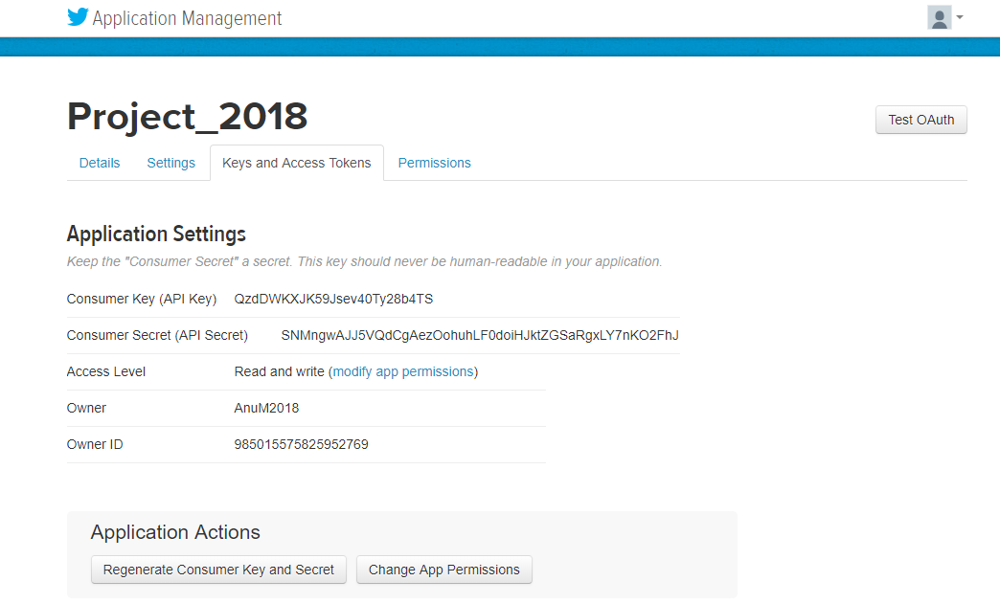 Application Management
Project_2018
Test OAuth
Details Settings Keys and Access Tokens Permissions
Application Settings
Keep the "Consumer Secret" a secret. This key should never be human-readable in your application.
Consumer Key (API Key) QzdDWKXJK59Jsev40Ty28b4TS
Consumer Secret (API Secret) SNMngwAJJ5VQdCgAezOohuhLF0doiHJktZGSaRgxLY7nKO2FhJ
Access Level Read and write (modify app permissions)
Owner AnuM2018
Owner ID 985015575825952769
Application Actions
Regenerate Consumer Key and Secret Change App Permissions